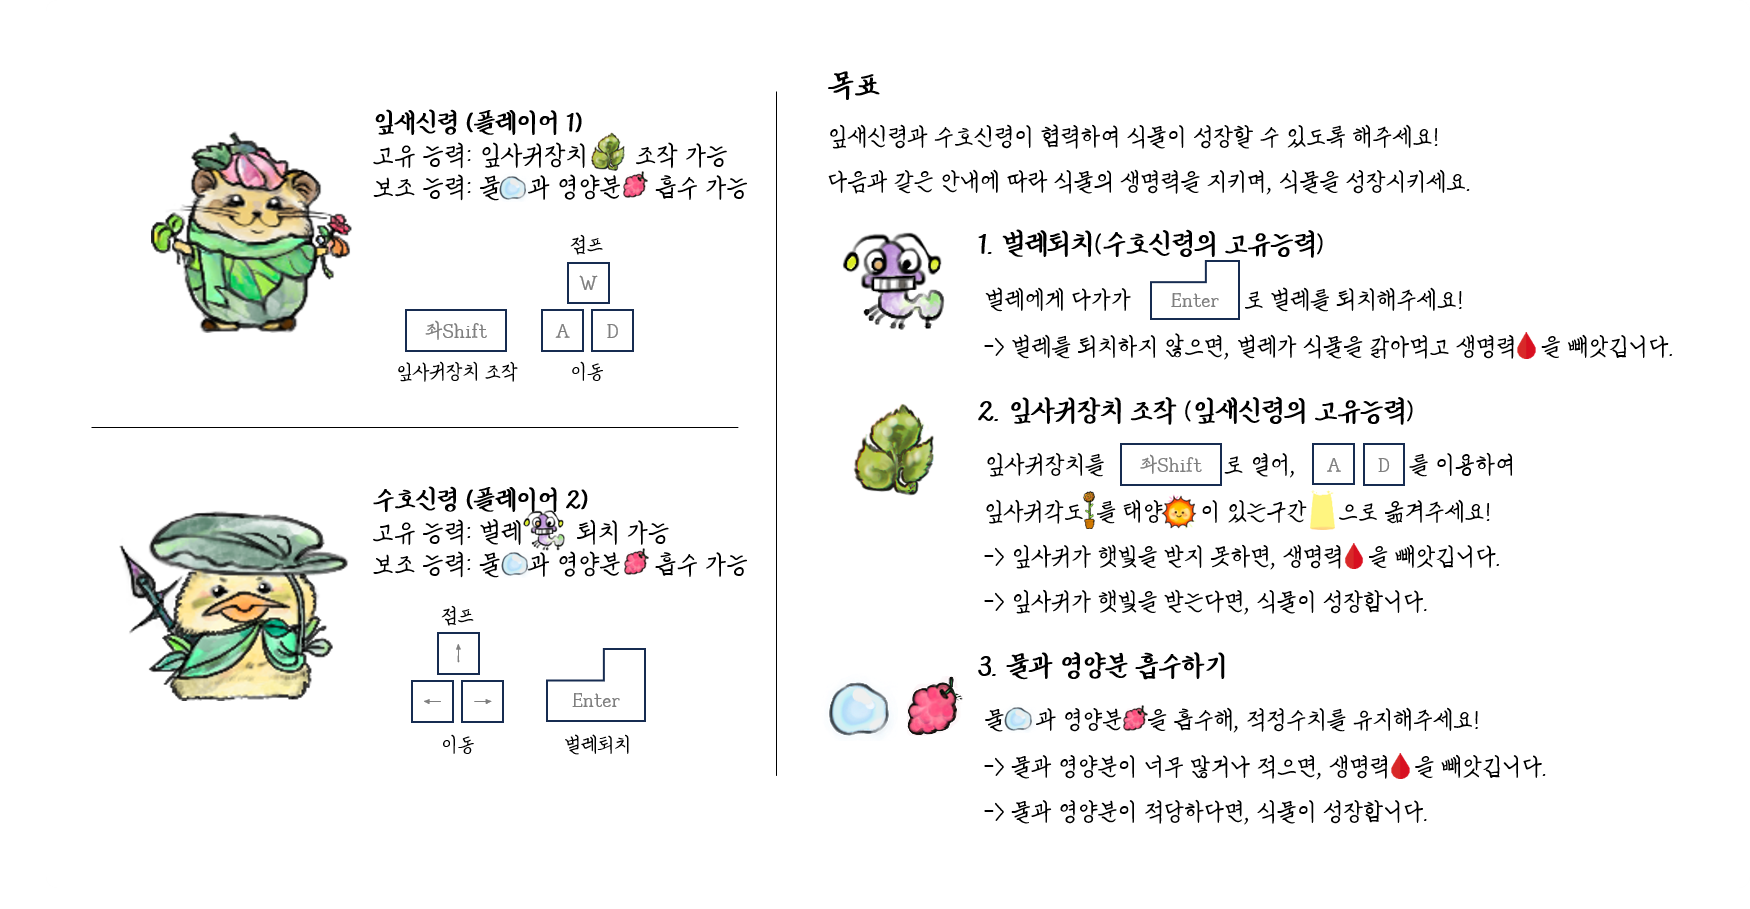 잎새신령 (플레이어 1)
고유 능력: 잎사귀장치 조작 가능
보조 능력: 물과 영양분 흡수 가능
점프
W
좌Shift
A
D
잎사귀장치 조작
이동
수호신령 (플레이어 2)
고유 능력: 벌레 퇴치 가능
보조 능력: 물과 영양분 흡수 가능
점프
↑
←
→
Enter
이동
벌레퇴치
목표
잎새신령과 수호신령이 협력하여 식물이 성장할 수 있도록 해주세요!
다음과 같은 안내에 따라 식물의 생명력을 지키며, 식물을 성장시키세요.
1. 벌레퇴치(수호신령의 고유능력)
벌레에게 다가가 Enter 로 벌레를 퇴치해주세요!
-> 벌레를 퇴치하지 않으면, 벌레가 식물을 갉아먹고 생명력을 빼앗깁니다.
2. 잎사귀장치 조작 (잎새신령의 고유능력)
잎사귀장치를 좌Shift 로 열어, A D 를 이용하여
잎사귀각도를 태양이 있는구간으로 옮겨주세요!
-> 잎사귀가 햇빛을 받지 못하면, 생명력을 빼앗깁니다.
-> 잎사귀가 햇빛을 받는다면, 식물이 성장합니다.
3. 물과 영양분 흡수하기
물과 영양분을 흡수해, 적정수치를 유지해주세요!
-> 물과 영양분이 너무 많거나 적으면, 생명력을 빼앗깁니다.
-> 물과 영양분이 적당하다면, 식물이 성장합니다.